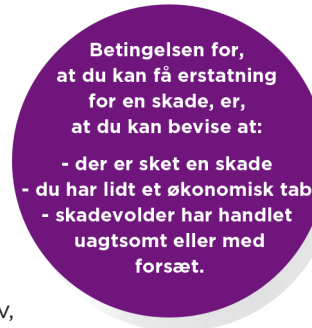 Betingelsen for,
at du kan få erstatning
for en skade, er,
at du kan bevise at:
- der er sket en skade
- du har lidt et økonomisk tab
- skadevolder har handlet
uagtsomt eller med
forsæt.
v,